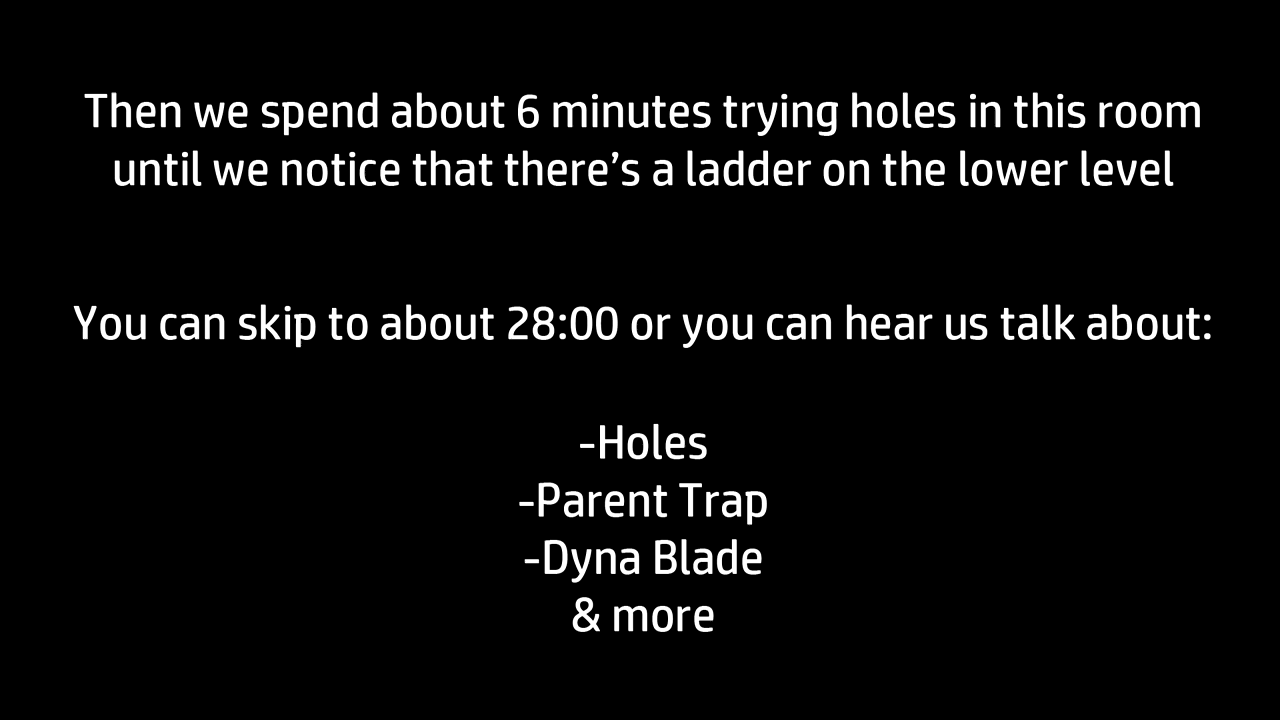 Then we spend about 6 minutes trying holes in this room
until we notice that there’s a ladder on the lower level
You can skip to about 28:00 or you can hear us talk about:
-Holes
-Parent Trap
-Dyna Blade
& more